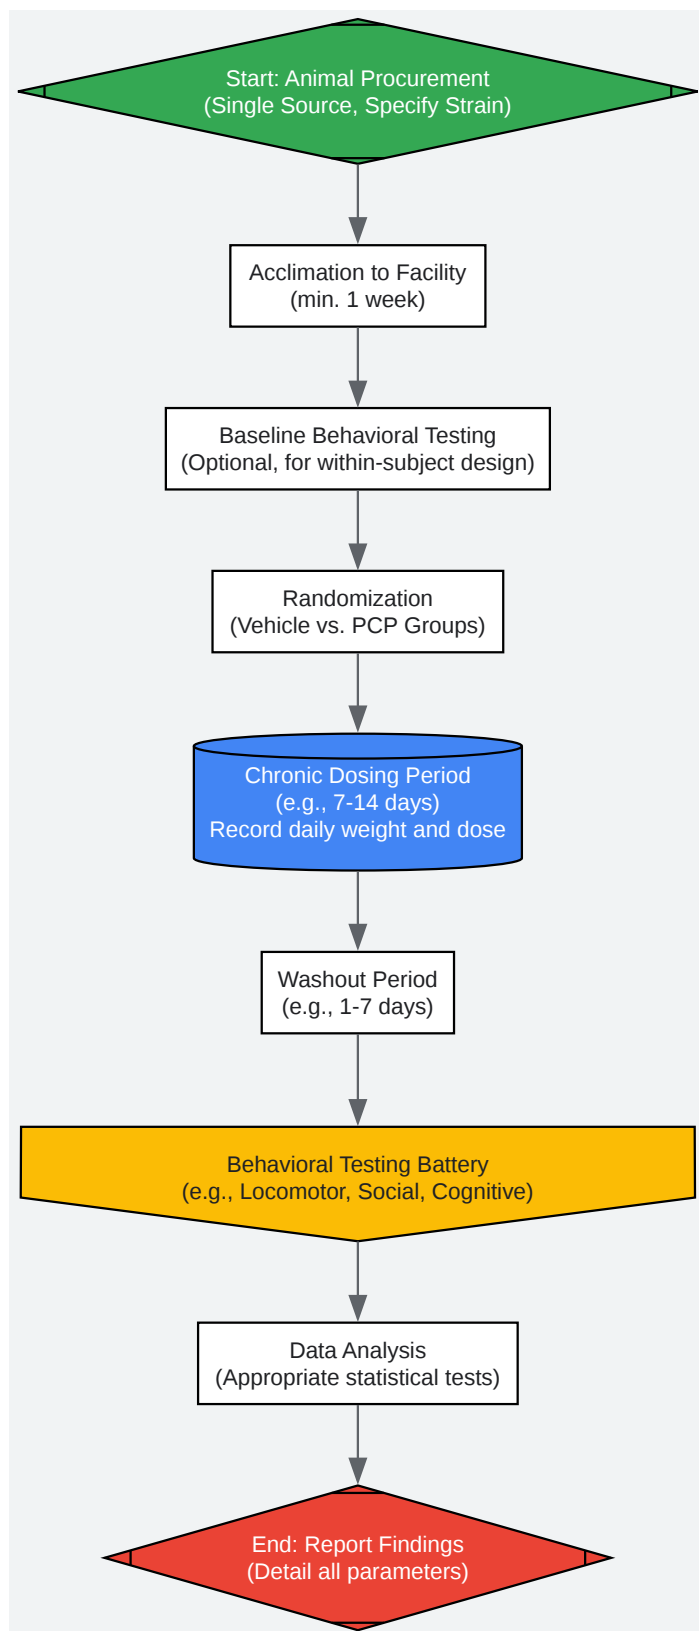 Start: Animal Procurement
(Single Source, Specify Strain)
Acclimation to Facility
(min. 1 week)
Baseline Behavioral Testing
(Optional, for within-subject design)
Randomization
(Vehicle vs. PCP Groups)
Chronic Dosing Period
(e.g., 7-14 days)
Record daily weight and dose
Washout Period
(e.g., 1-7 days)
Behavioral Testing Battery
(e.g., Locomotor, Social, Cognitive)
Data Analysis
(Appropriate statistical tests)
End: Report Findings
(Detail all parameters)